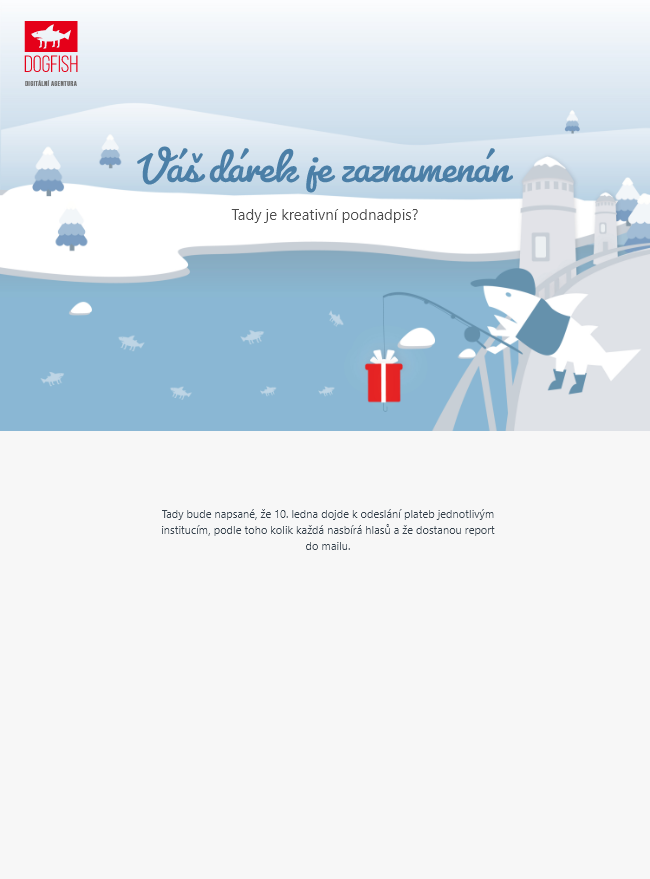 DOGFISH
DIGITÁLNÍ AGENTURA
Váš dárek je zaznamenán
Tady je kreativní podnadpis?
Tady bude napsané, že 10. ledna dojde k odeslání plateb jednotlivým
institucím, podle toho kolik každá nasbírá hlasů a že dostanou report
do mailu.